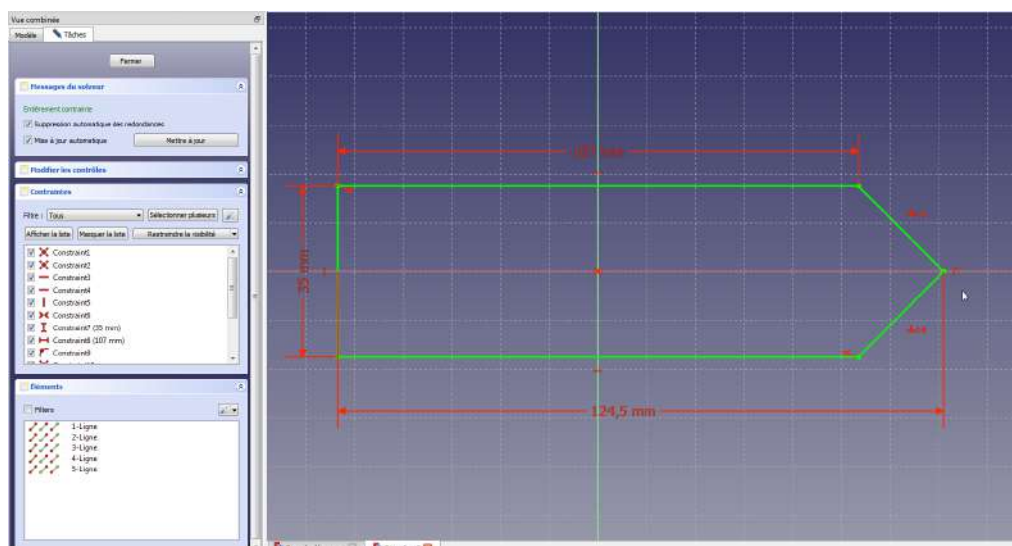 Vue combinée
Modèle Tâches
Fermer
Messages du solveur
Entièrement contrainte
Suppression automatique des redondances
Mise à jour automatique Mettre à jour
Modifier les contrôles
Contraintes
Filtre : Tous Sélectionner plusieurs
Afficher la liste Masquer la liste Restreindre la visibilité
Constraint1
Constraint2
Constraint3
Constraint4
Constraint5
Constraint6
Constraint7 (35 mm)
Constraint8 (107 mm)
Constraint9
Éléments
Filters
1-Ligne
2-Ligne
3-Ligne
4-Ligne
5-Ligne
107 mm
35 mm
124,5 mm